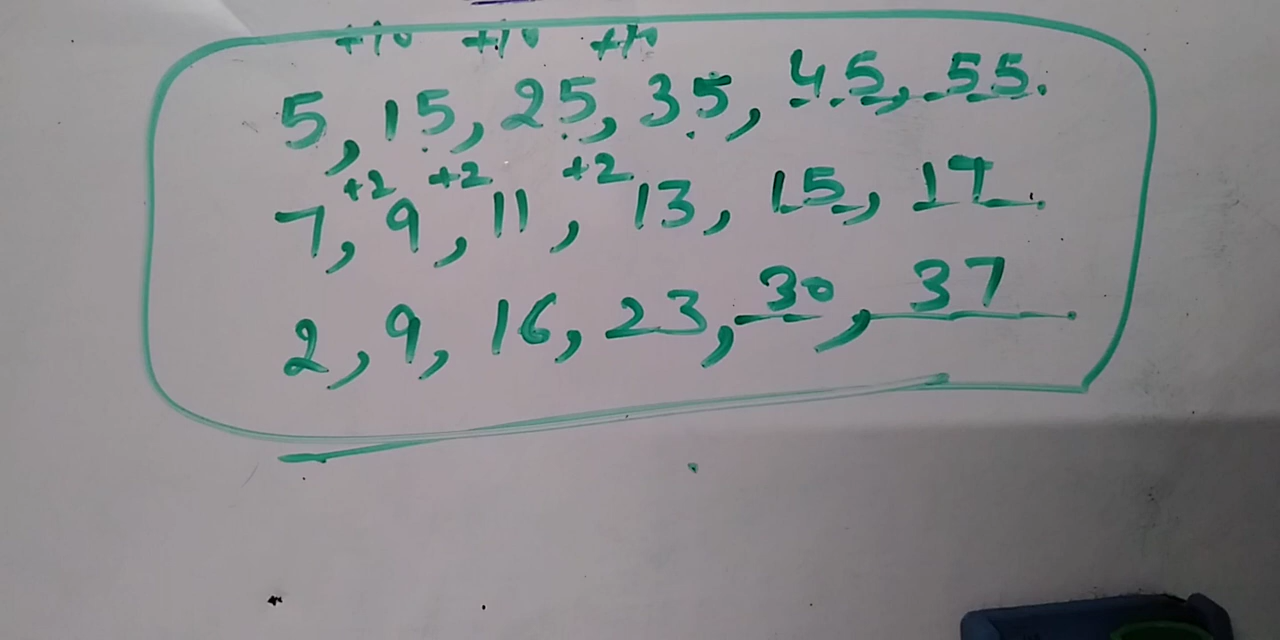 +10 +10 +10
5, 15, 25, 35, 45, 55.
+2 +2 +2
7, 9, 11, 13, 15, 17.
2, 9, 16, 23, 30, 37